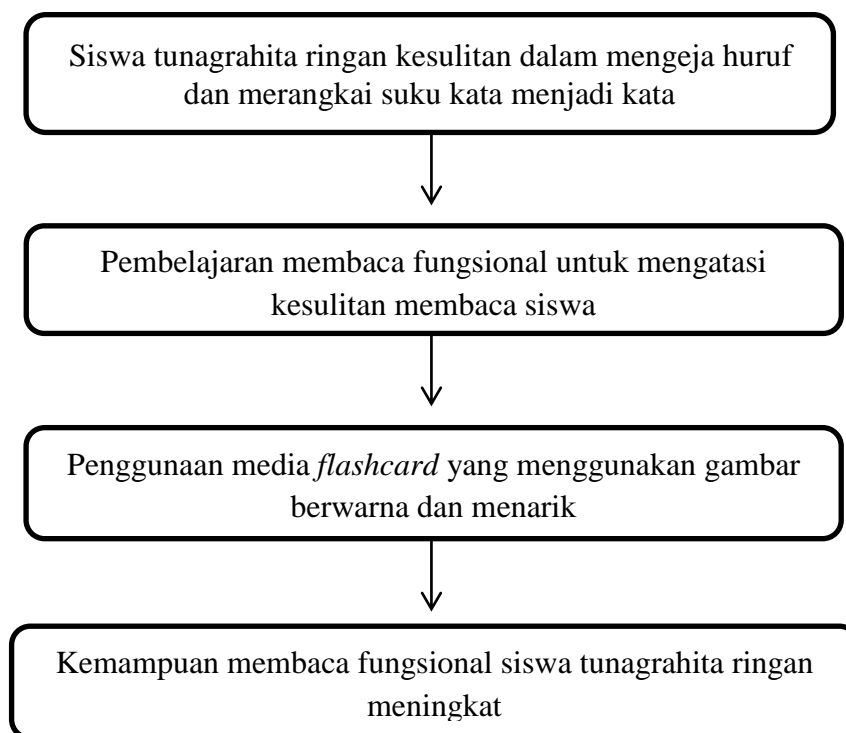 Siswa tunagrahita ringan kesulitan dalam mengeja huruf
dan merangkai suku kata menjadi kata
Pembelajaran membaca fungsional untuk mengatasi
kesulitan membaca siswa
Penggunaan media flashcard yang menggunakan gambar
berwarna dan menarik
Kemampuan membaca fungsional siswa tunagrahita ringan
meningkat